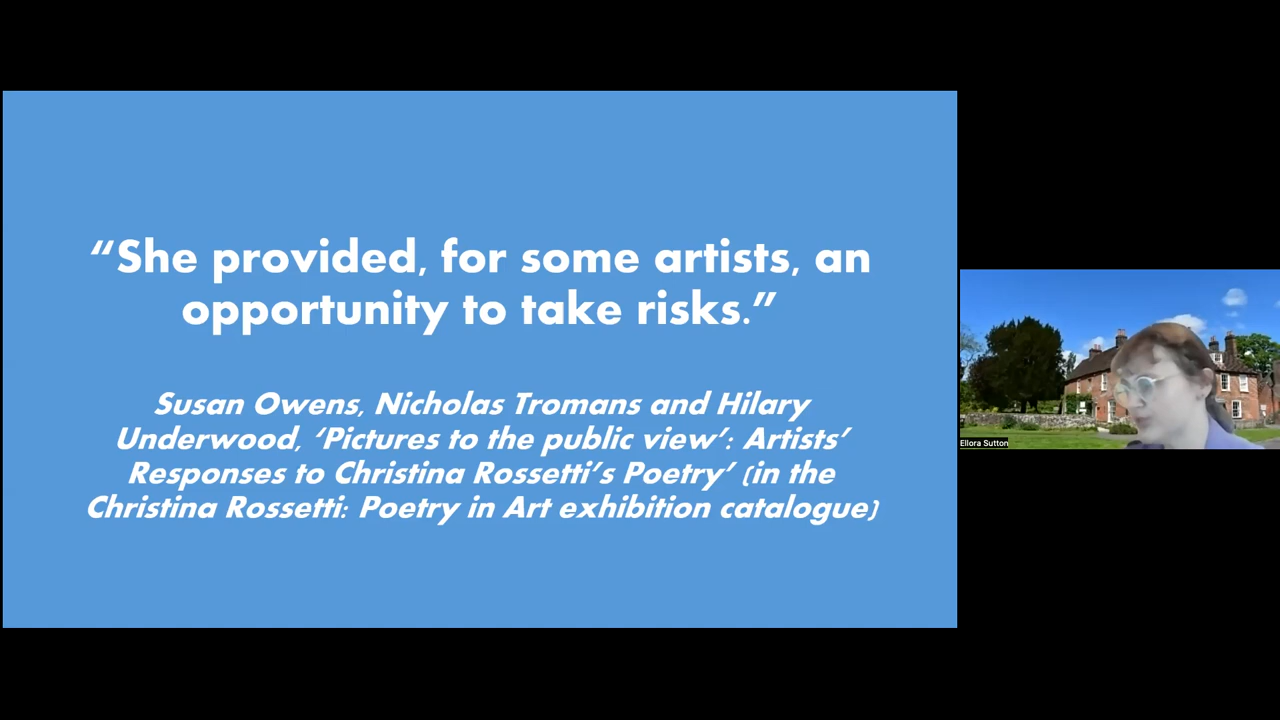 “She provided, for some artists, an
opportunity to take risks.”
Susan Owens, Nicholas Tromans and Hilary
Underwood, ‘Pictures to the public view’: Artists’
Responses to Christina Rossetti’s Poetry’ (in the
Christina Rossetti: Poetry in Art exhibition catalogue)
Ellora Sutton